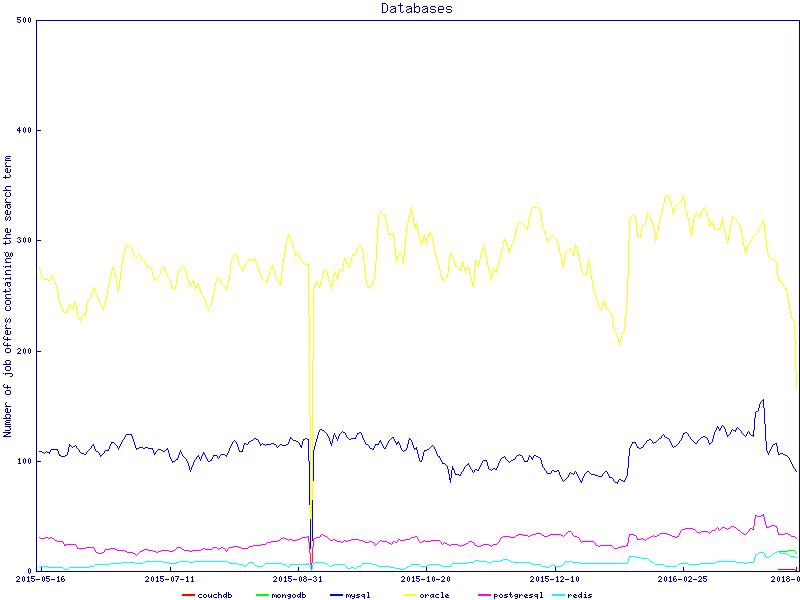 Databases
500
400
300
200
100
0
Number of job offers containing the search term
2015-05-16 2015-07-11 2015-08-31 2015-10-20 2015-12-10 2016-02-25 2018-0
couchdb mongodb mysql oracle postgresql redis